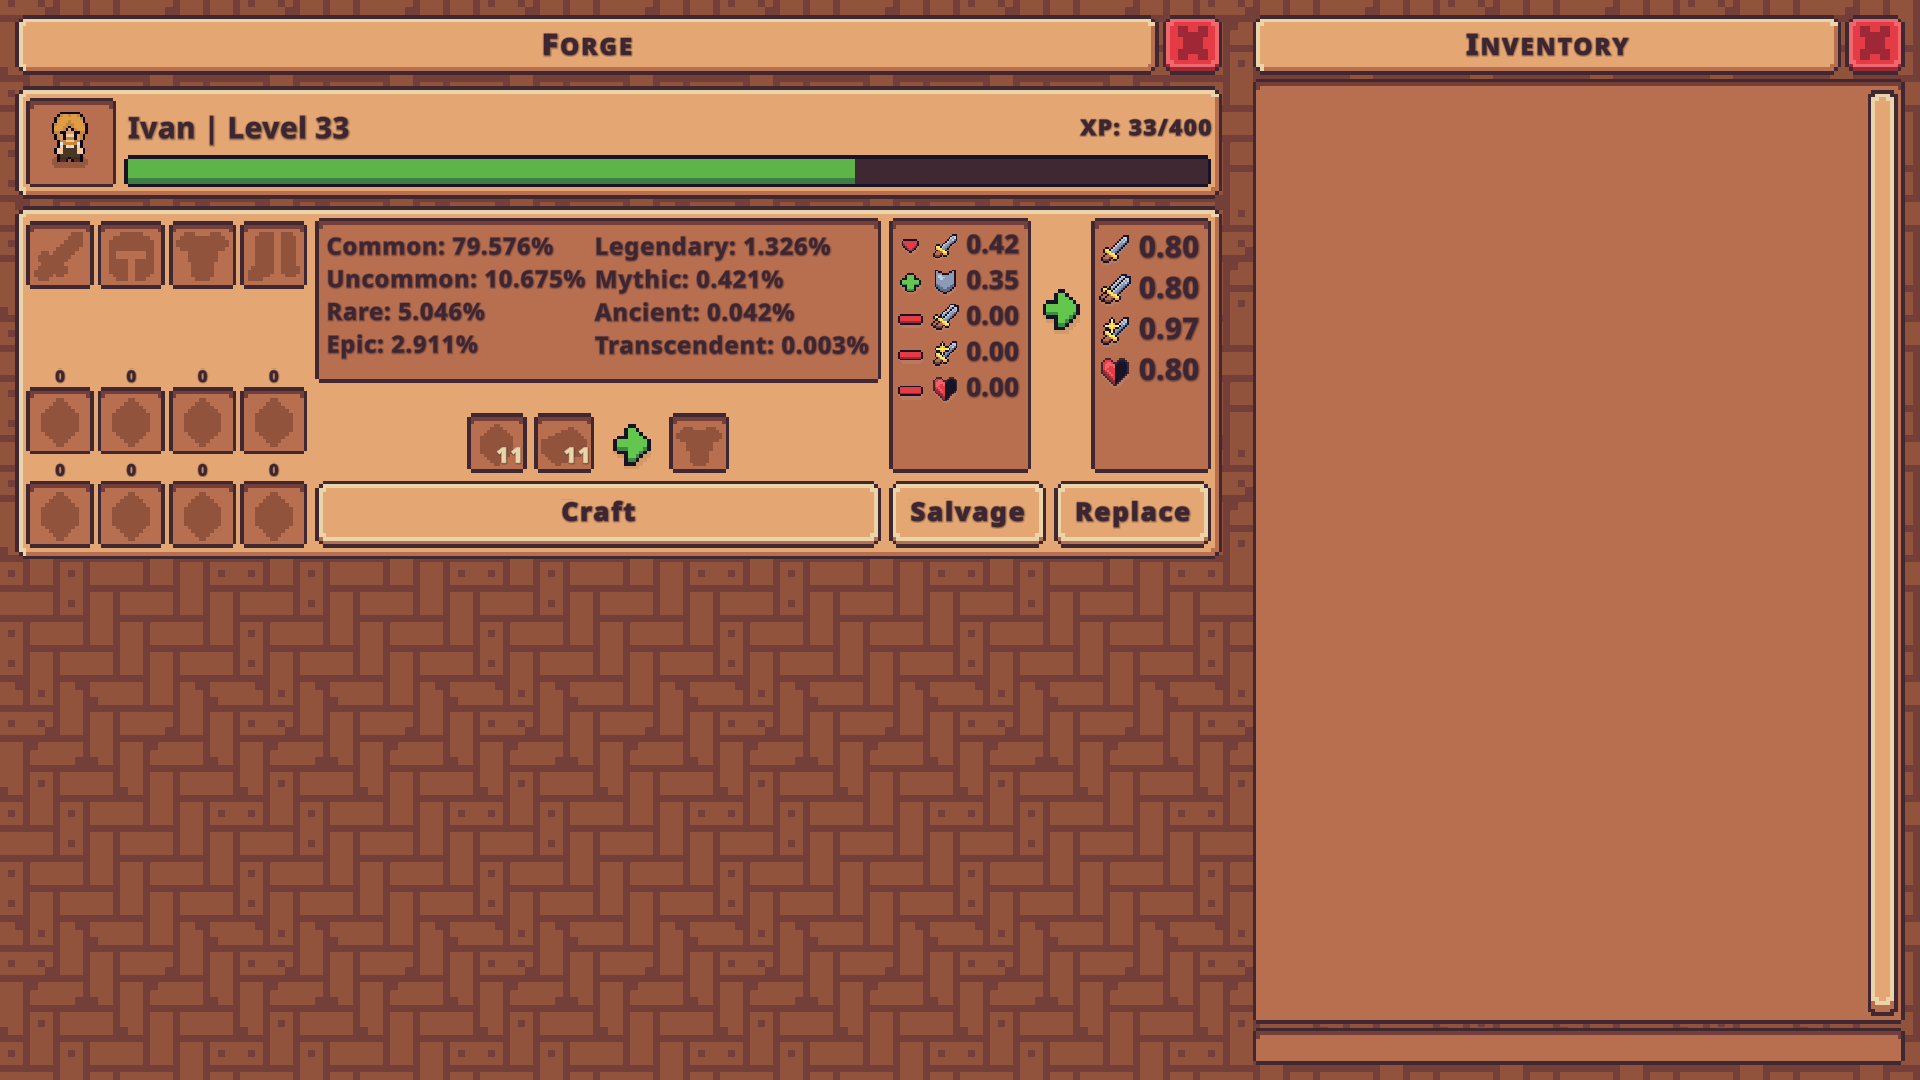 Forge
Inventory
Ivan | Level 33
XP: 33/400
Common: 79.576%
Uncommon: 10.675%
Rare: 5.046%
Epic: 2.911%
Legendary: 1.326%
Mythic: 0.421%
Ancient: 0.042%
Transcendent: 0.003%
0.42
0.35
0.00
0.00
0.00
0.80
0.80
0.97
0.80
0 0 0 0
0 0 0 0
11 11
Craft
Salvage
Replace